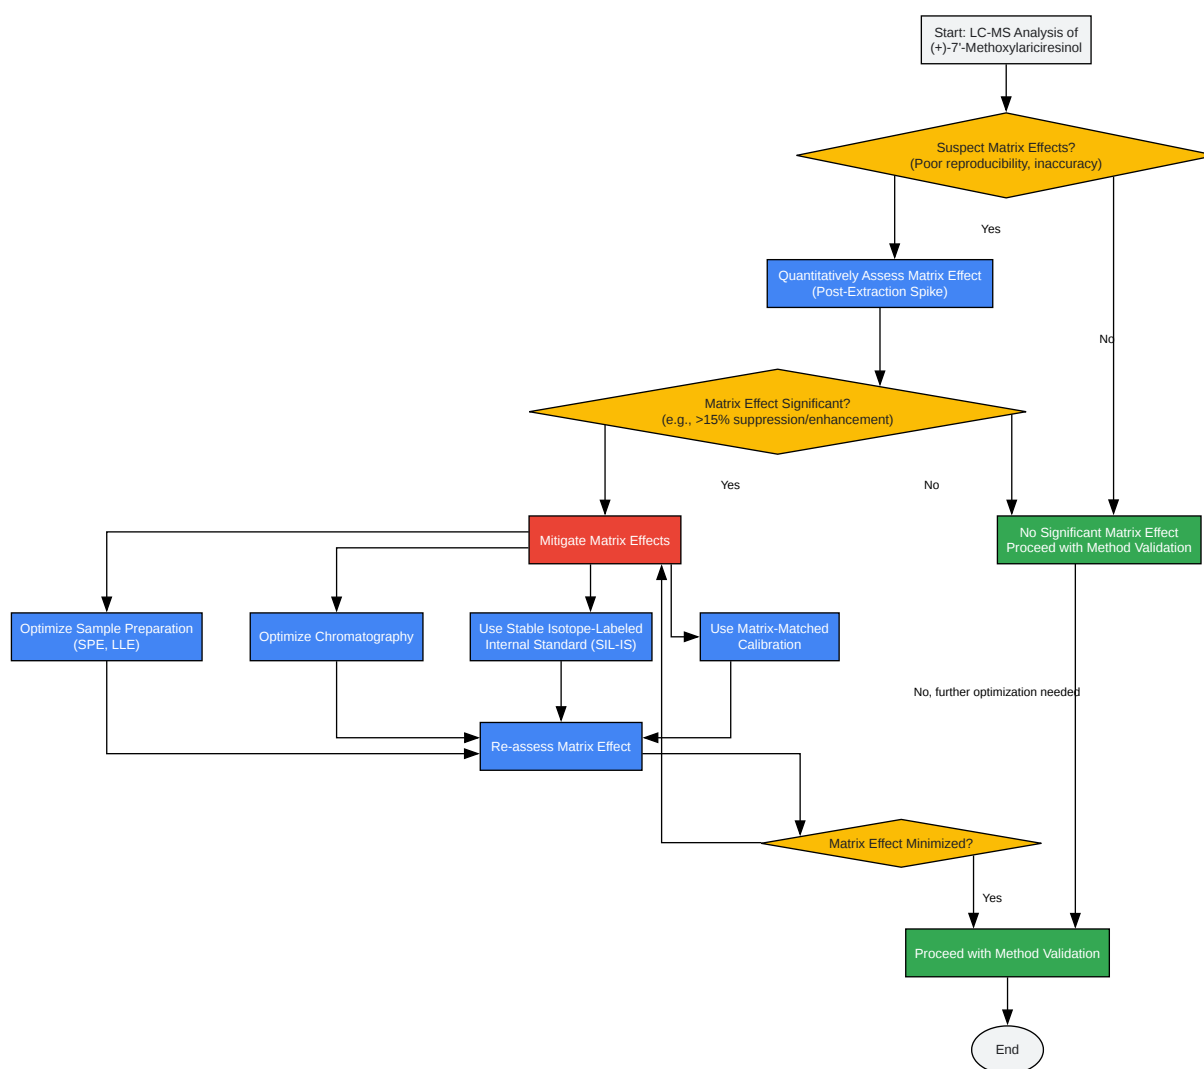 Start: LC-MS Analysis of
(+)-7'-Methoxylariciresinol
Suspect Matrix Effects?
(Poor reproducibility, inaccuracy)
Yes
Quantitatively Assess Matrix Effect
(Post-Extraction Spike)
No
Matrix Effect Significant?
(e.g., >15% suppression/enhancement)
Yes
No
Mitigate Matrix Effects
No Significant Matrix Effect
Proceed with Method Validation
Optimize Sample Preparation
(SPE, LLE)
Optimize Chromatography
Use Stable Isotope-Labeled
Internal Standard (SIL-IS)
Use Matrix-Matched
Calibration
No, further optimization needed
Re-assess Matrix Effect
Matrix Effect Minimized?
Yes
Proceed with Method Validation
End